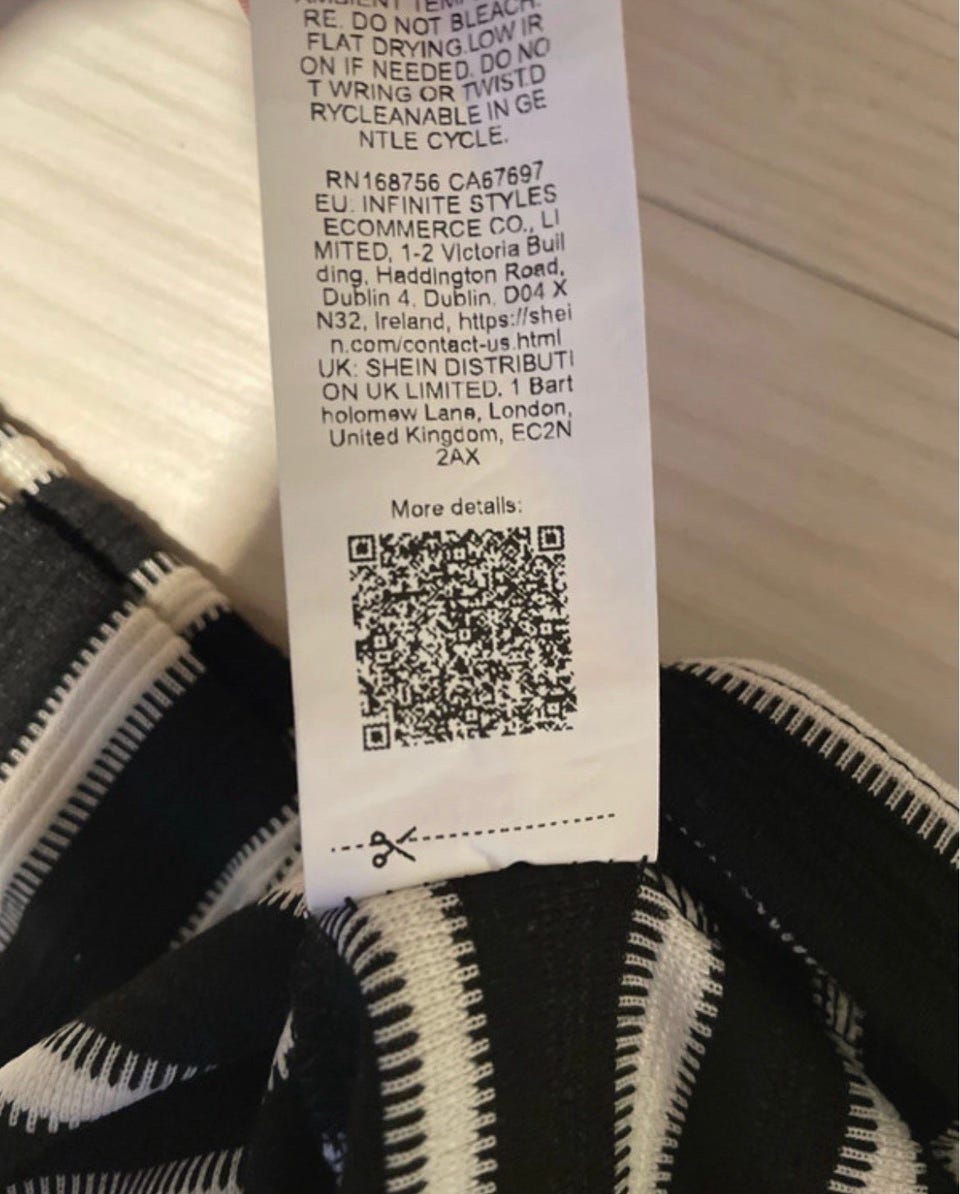 AMBIENT TEMP
RE. DO NOT BLEACH.
FLAT DRYING.LOW IR
ON IF NEEDED. DO NO
T WRING OR TWIST.D
RYCLEANABLE IN GE
NTLE CYCLE.
RN168756 CA67697
EU: INFINITE STYLES
ECOMMERCE CO., LI
MITED, 1-2 Victoria Buil
ding, Haddington Road,
Dublin 4, Dublin, D04 X
N32, Ireland, https://shei
n.com/contact-us.html
UK: SHEIN DISTRIBUTI
ON UK LIMITED, 1 Bart
holomew Lane, London,
United Kingdom, EC2N
2AX
More details: